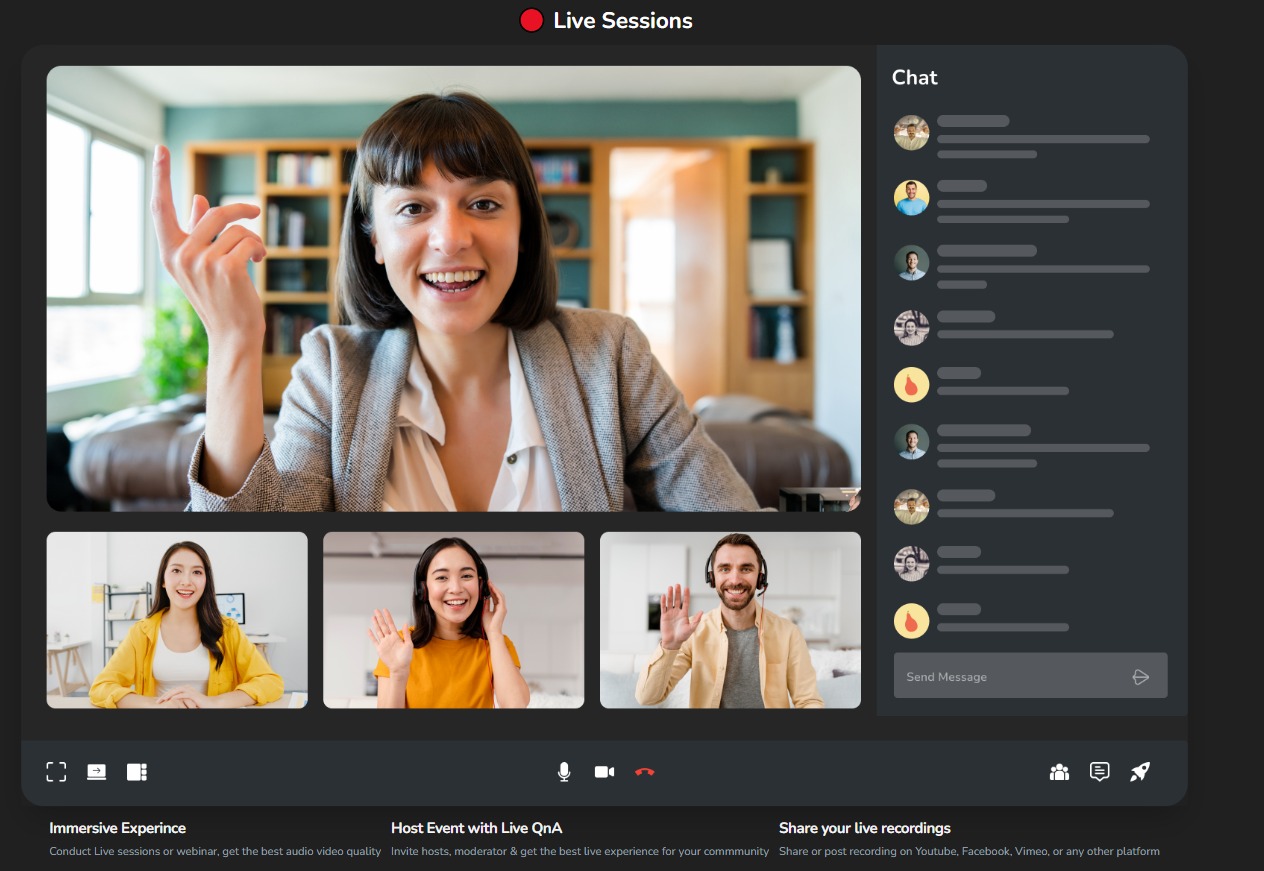 Live Sessions
Chat
Send Message
Immersive Experince
Conduct Live sessions or webinar, get the best audio video quality
Host Event with Live QnA
Invite hosts, moderator & get the best live experience for your commmunity
Share your live recordings
Share or post recording on Youtube, Facebook, Vimeo, or any other platform